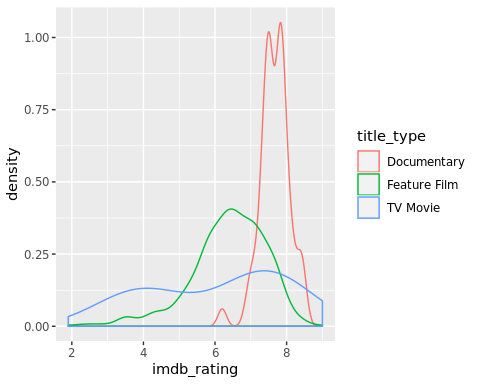 1.00
0.75
0.50
0.25
0.00
density
2 4 6 8
imdb_rating
title_type
Documentary
Feature Film
TV Movie